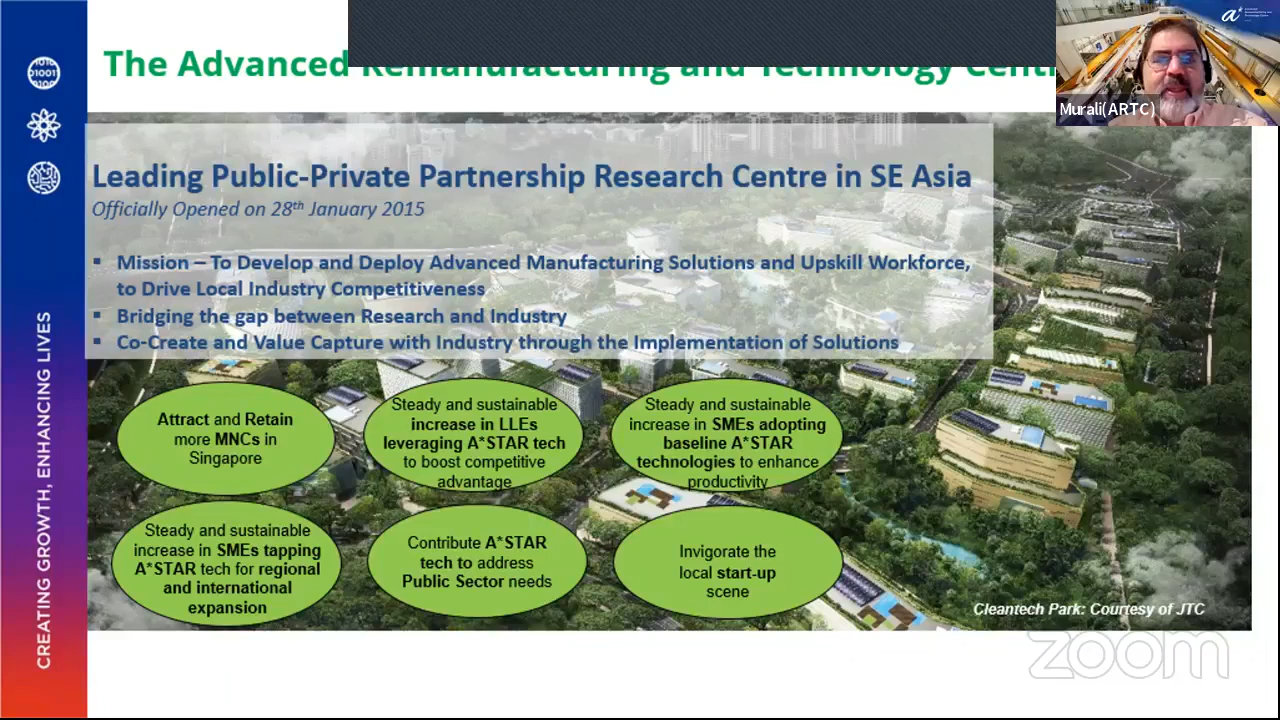 The Advanced Remanufacturing and Technology Centr
Murali(ARTC)
Leading Public-Private Partnership Research Centre in SE Asia
Officially Opened on 28th January 2015
▪ Mission – To Develop and Deploy Advanced Manufacturing Solutions and Upskill Workforce,
to Drive Local Industry Competitiveness
▪ Bridging the gap between Research and Industry
▪ Co-Create and Value Capture with Industry through the Implementation of Solutions
Attract and Retain
more MNCs in
Singapore
Steady and sustainable
increase in LLEs
leveraging A*STAR tech
to boost competitive
advantage
Steady and sustainable
increase in SMEs adopting
baseline A*STAR
technologies to enhance
productivity
Steady and sustainable
increase in SMEs tapping
A*STAR tech for regional
and international
expansion
Contribute A*STAR
tech to address
Public Sector needs
Invigorate the
local start-up
scene
Cleantech Park: Courtesy of JTC
CREATING GROWTH, ENHANCING LIVES
zoom